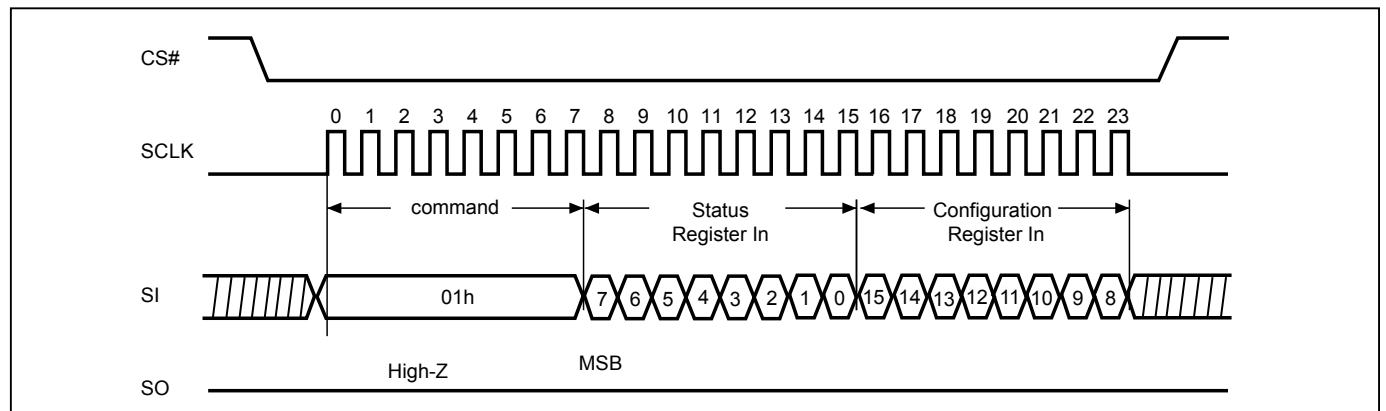 CS#
0 1 2 3 4 5 6 7 8 9 10 11 12 13 14 15 16 17 18 19 20 21 22 23
SCLK
command
Status
Register In
Configuration
Register In
SI
01h
7 6 5 4 3 2 1 0 15 14 13 12 11 10 9 8
High-Z
MSB
SO